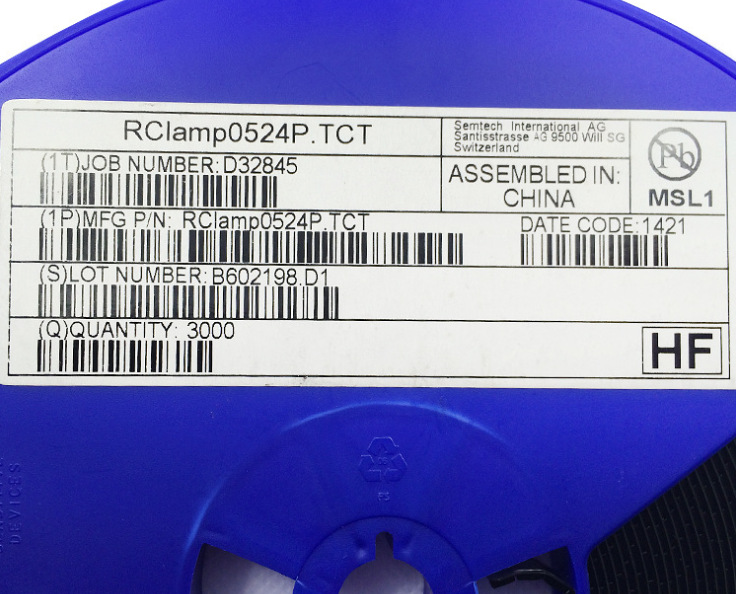 RClamp0524P.TCT
Semtech International AG
Santisstrasse AG 9500 Will SG
Switzerland
Pb
(1T)JOB NUMBER: D32845
ASSEMBLED IN:
CHINA
MSL1
(1P)MFG P/N: RClamp0524P.TCT
DATE CODE:1421
(S)LOT NUMBER: B602198.D1
(Q)QUANTITY: 3000
HF
DEVICES